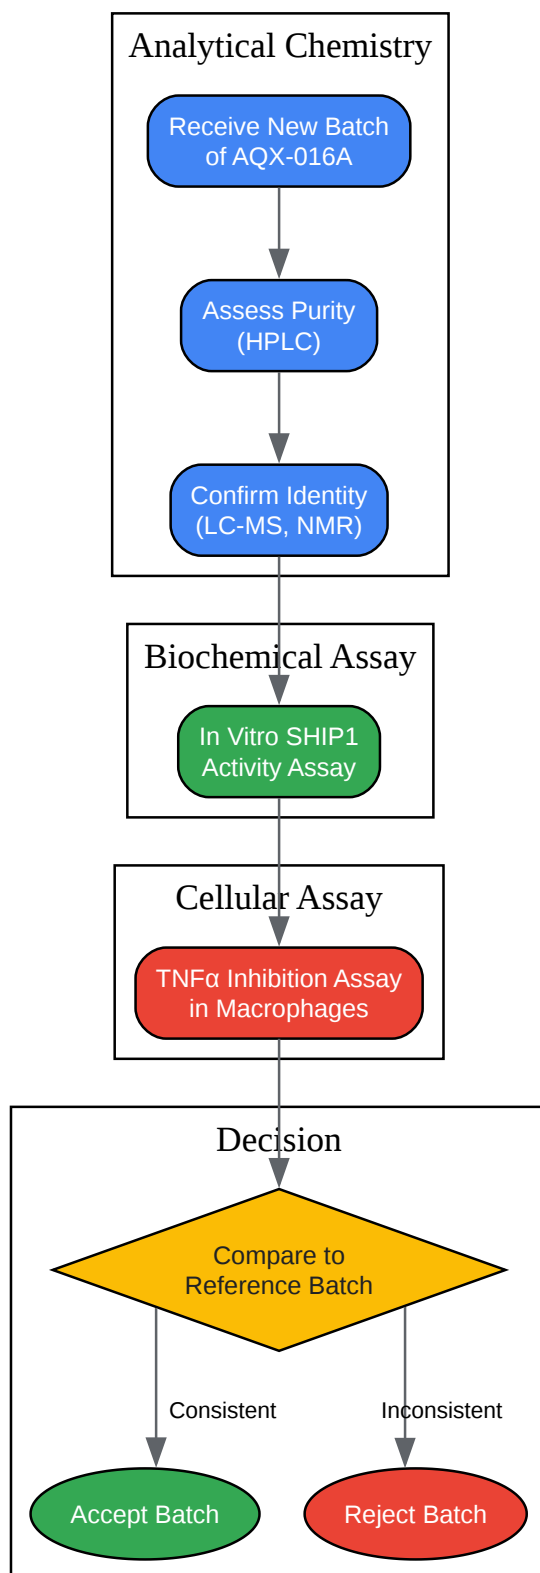 Analytical Chemistry
Receive New Batch
of AQX-016A
Assess Purity
(HPLC)
Confirm Identity
(LC-MS, NMR)
Biochemical Assay
In Vitro SHIP1
Activity Assay
Cellular Assay
TNFα Inhibition Assay
in Macrophages
Decision
Compare to
Reference Batch
Consistent
Inconsistent
Accept Batch
Reject Batch